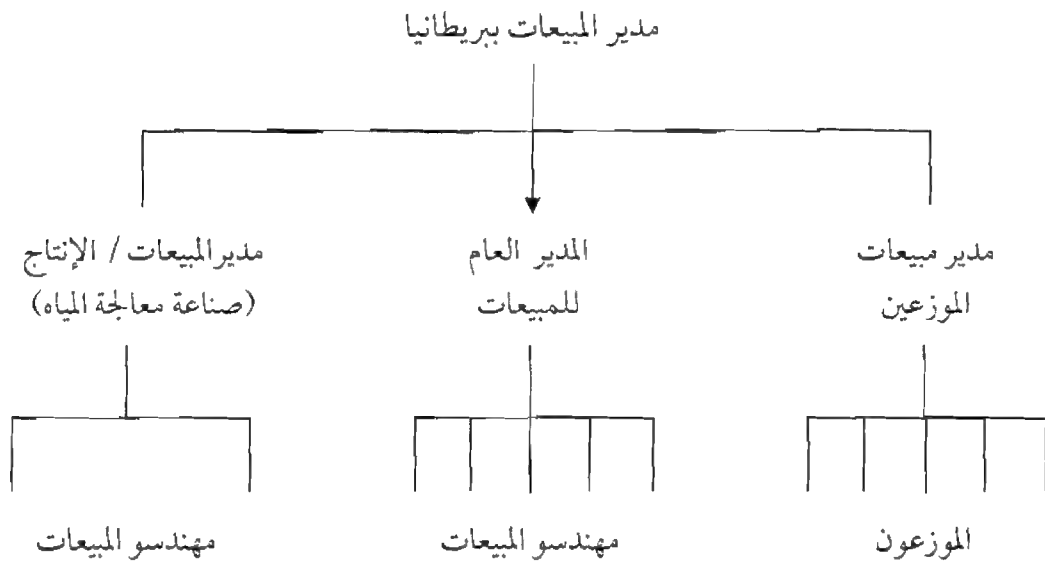 مدير المبيعات ببريطانيا
مدير مبيعات
الموزعين
المدير العام
للمبيعات
مدير المبيعات / الإنتاج
(صناعة معالجة المياه)
الموزعون
مهندسو المبيعات
مهندسو المبيعات